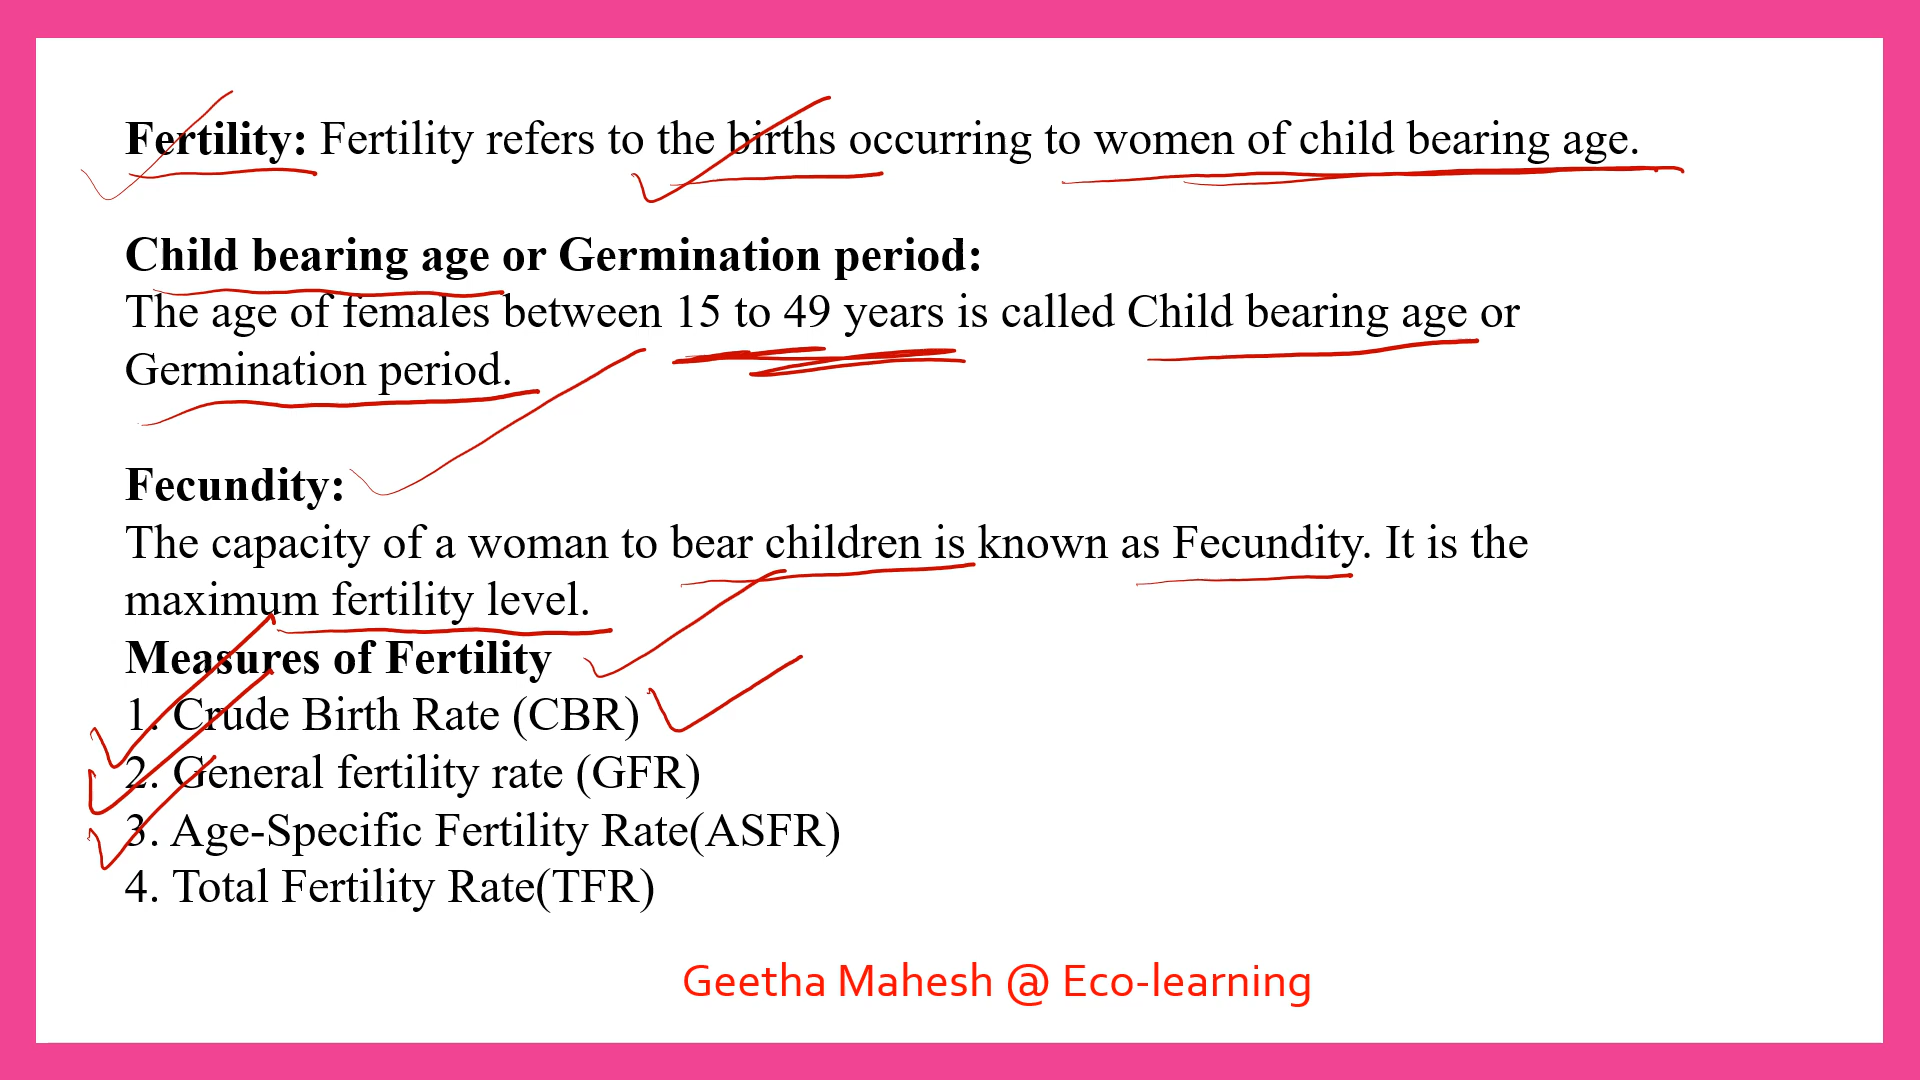 Fertility: Fertility refers to the births occurring to women of child bearing age.
Child bearing age or Germination period:
The age of females between 15 to 49 years is called Child bearing age or
Germination period.
Fecundity:
The capacity of a woman to bear children is known as Fecundity. It is the
maximum fertility level.
Measures of Fertility
1. Crude Birth Rate (CBR)
2. General fertility rate (GFR)
3. Age-Specific Fertility Rate(ASFR)
4. Total Fertility Rate(TFR)
Geetha Mahesh @ Eco-learning